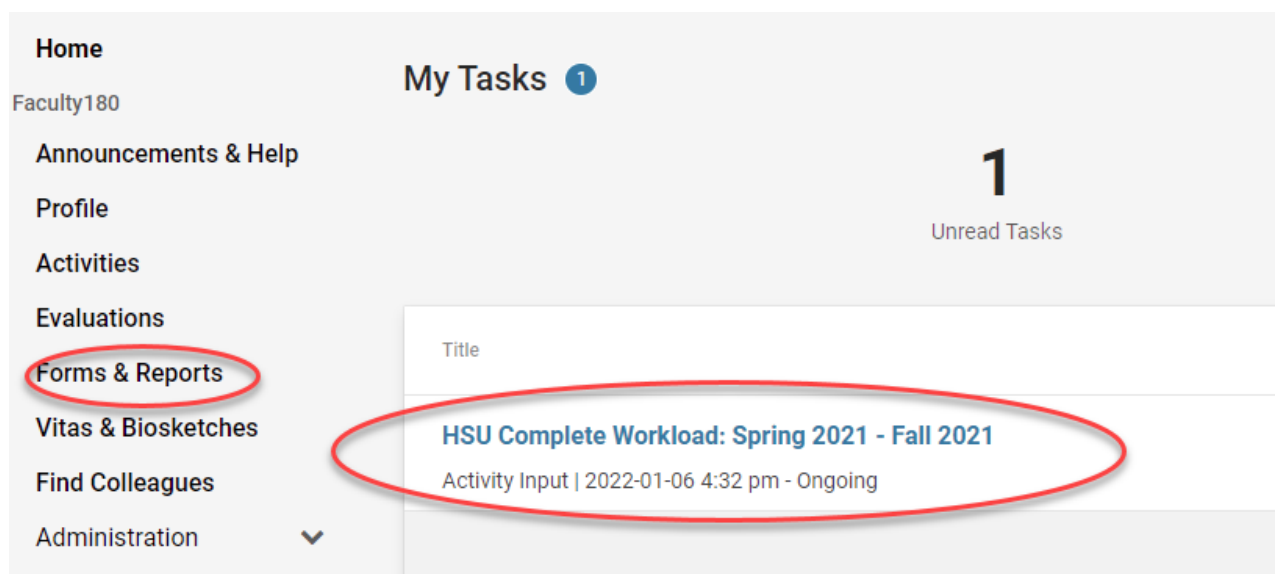 Home
Faculty180
Announcements & Help
Profile
Activities
Evaluations
Forms & Reports
Vitas & Biosketches
Find Colleagues
Administration
My Tasks 1
1
Unread Tasks
Title
HSU Complete Workload: Spring 2021 - Fall 2021
Activity Input | 2022-01-06 4:32 pm - Ongoing